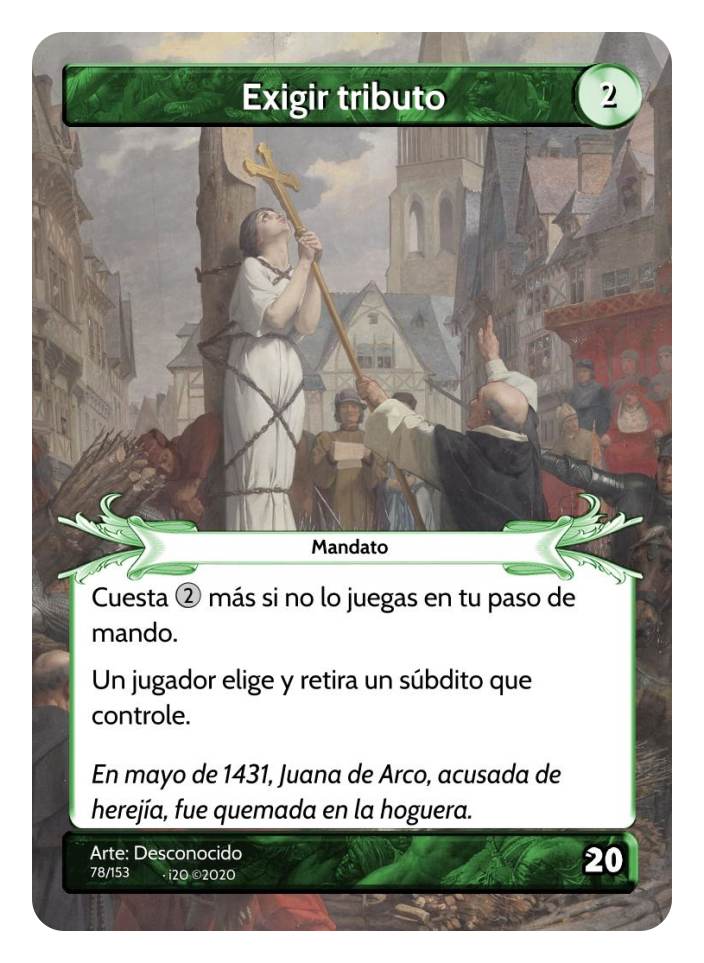 Exigir tributo
2
Mandato
Cuesta 2 más si no lo juegas en tu paso de
mando.
Un jugador elige y retira un súbdito que
controle.
En mayo de 1431, Juana de Arco, acusada de
herejía, fue quemada en la hoguera.
Arte: Desconocido
78/153 · i20 ©2020
20